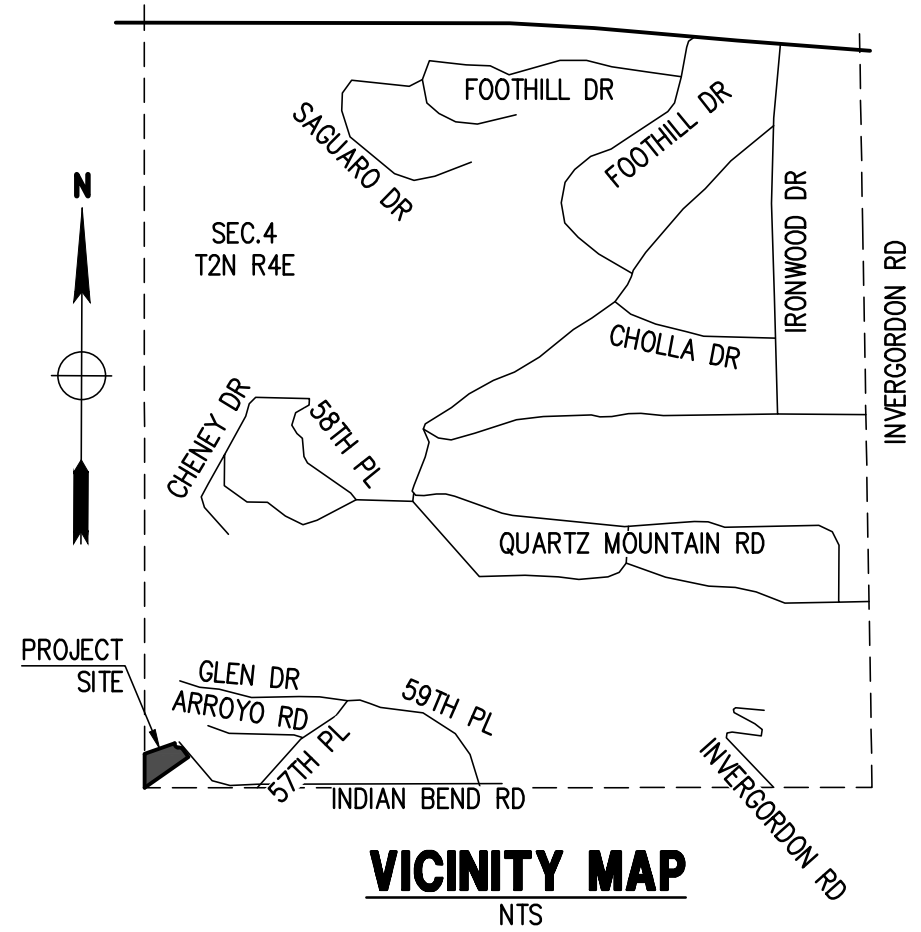 FOOTHILL DR
SAGUARO DR
FOOTHILL DR
N
SEC.4
T2N R4E
IRONWOOD DR
INVERGORDON RD
CHOLLA DR
CHENEY DR
58TH PL
QUARTZ MOUNTAIN RD
PROJECT
SITE
GLEN DR
ARROYO RD
59TH PL
57TH PL
INDIAN BEND RD
INVERGORDON RD
VICINITY MAP
NTS